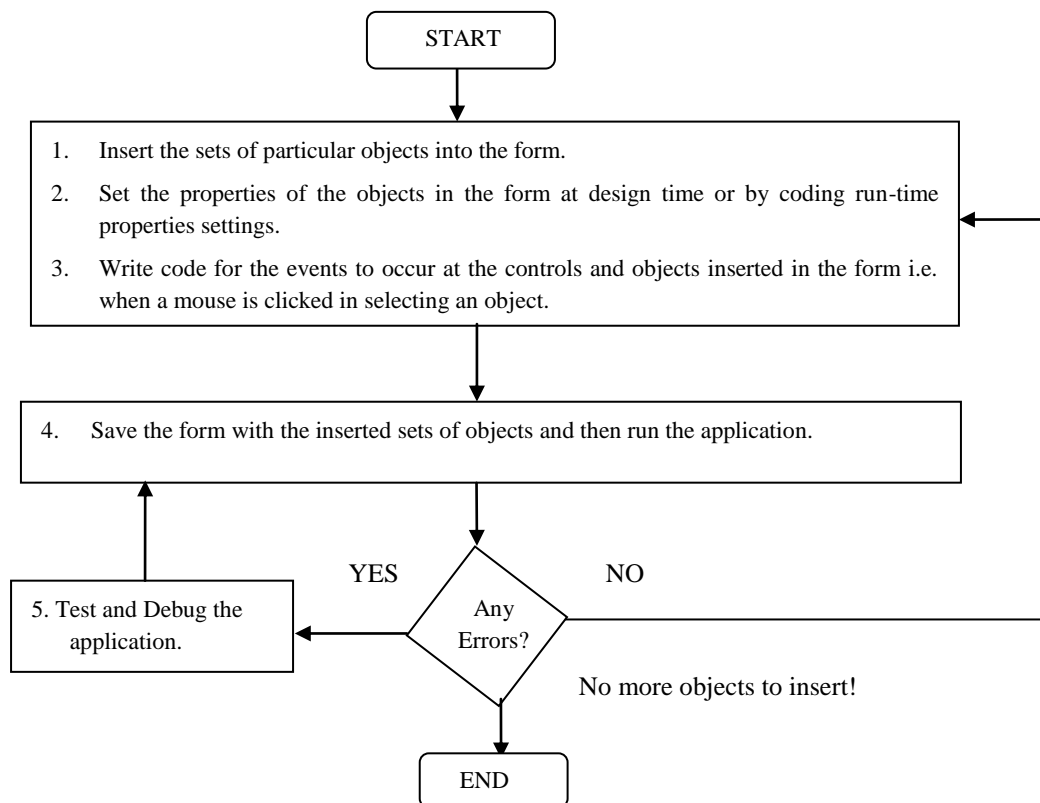 START
1. Insert the sets of particular objects into the form.
2. Set the properties of the objects in the form at design time or by coding run-time
properties settings.
3. Write code for the events to occur at the controls and objects inserted in the form i.e.
when a mouse is clicked in selecting an object.
4. Save the form with the inserted sets of objects and then run the application.
YES
NO
5. Test and Debug the
application.
Any
Errors?
No more objects to insert!
END